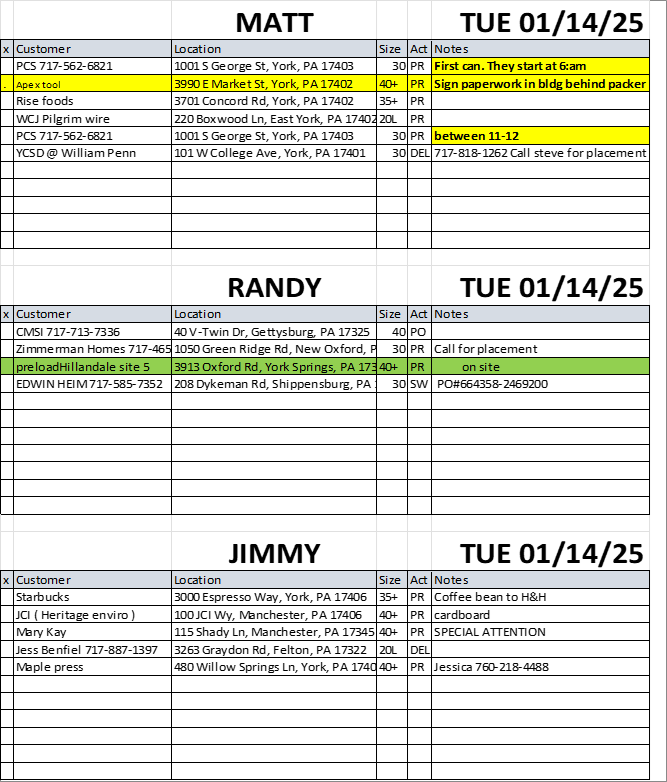 MATT TUE 01/14/25
x Customer Location Size Act Notes
PCS 717-562-6821 1001 S George St, York, PA 17403 30 PR First can. They start at 6:am
. Apex tool 3990 E Market St, York, PA 17402 40+ PR Sign paperwork in bldg behind packer
Rise foods 3701 Concord Rd, York, PA 17402 35+ PR
WCJ Pilgrim wire 220 Boxwood Ln, East York, PA 17402 20L PR
PCS 717-562-6821 1001 S George St, York, PA 17403 30 PR between 11-12
YCSD @ William Penn 101 W College Ave, York, PA 17401 30 DEL 717-818-1262 Call steve for placement
RANDY TUE 01/14/25
x Customer Location Size Act Notes
CMSI 717-713-7336 40 V-Twin Dr, Gettysburg, PA 17325 40 PO
Zimmerman Homes 717-465 1050 Green Ridge Rd, New Oxford, P 30 PR Call for placement
preloadHillandale site 5 3913 Oxford Rd, York Springs, PA 173 40+ PR on site
EDWIN HEIM 717-585-7352 208 Dykeman Rd, Shippensburg, PA 30 SW PO#664358-2469200
JIMMY TUE 01/14/25
x Customer Location Size Act Notes
Starbucks 3000 Espresso Way, York, PA 17406 35+ PR Coffee bean to H&H
JCI ( Heritage enviro ) 100 JCI Wy, Manchester, PA 17406 40+ PR cardboard
Mary Kay 115 Shady Ln, Manchester, PA 17345 40+ PR SPECIAL ATTENTION
Jess Benfiel 717-887-1397 3263 Graydon Rd, Felton, PA 17322 20L DEL
Maple press 480 Willow Springs Ln, York, PA 1740 40+ PR Jessica 760-218-4488